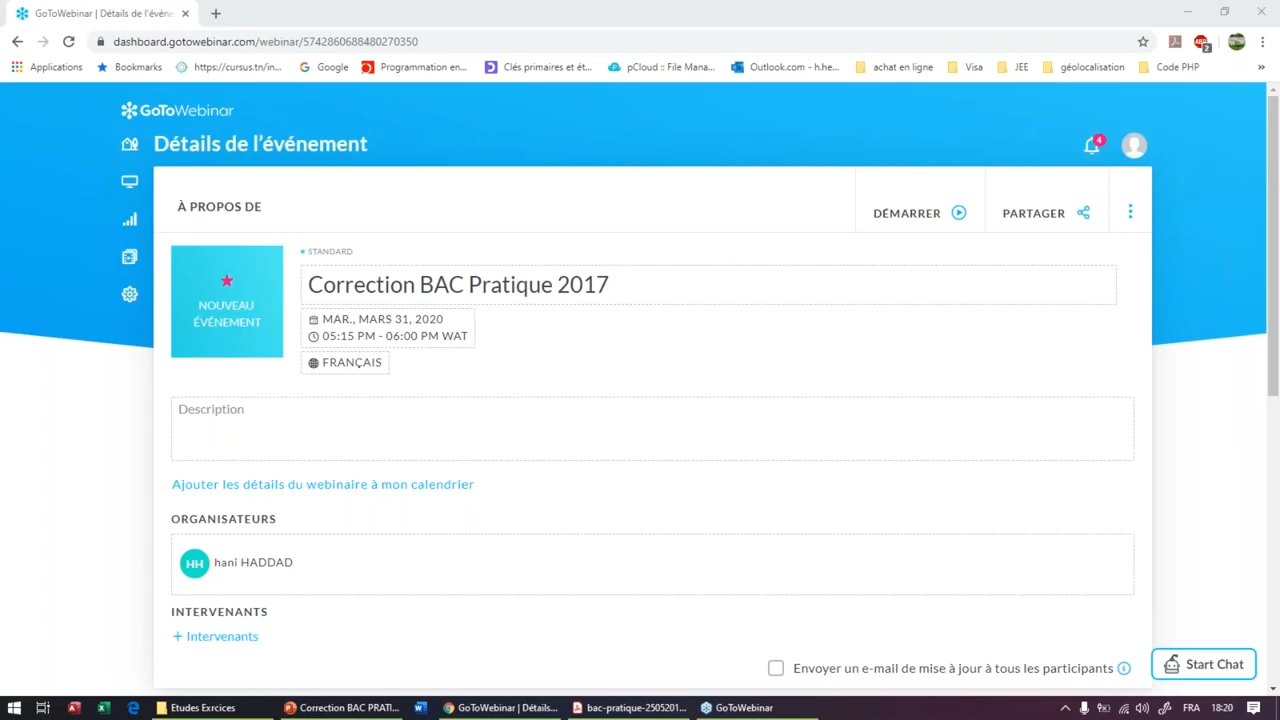 GoToWebinar | Détails de l'événe
dashboard.gotowebinar.com/webinar/5742860688480270350
2
Applications
Bookmarks
https://cursus.tn/in...
Google
Programmation en...
Clés primaires et ét...
pCloud :: File Mana...
Outlook.com - h.he...
achat en ligne
Visa
JEE
géolocalisation
Code PHP
»
GoToWebinar
Détails de l'événement
4
À PROPOS DE
DÉMARRER
PARTAGER
STANDARD
NOUVEAU
ÉVÉNEMENT
Correction BAC Pratique 2017
MAR., MARS 31, 2020
05:15 PM - 06:00 PM WAT
FRANÇAIS
Description
Ajouter les détails du webinaire à mon calendrier
ORGANISATEURS
HH hani HADDAD
INTERVENANTS
+ Intervenants
Envoyer un e-mail de mise à jour à tous les participants
Start Chat
Etudes Exrcices
Correction BAC PRATI...
GoToWebinar | Détails...
bac-pratique-2505201...
GoToWebinar
FRA
18:20